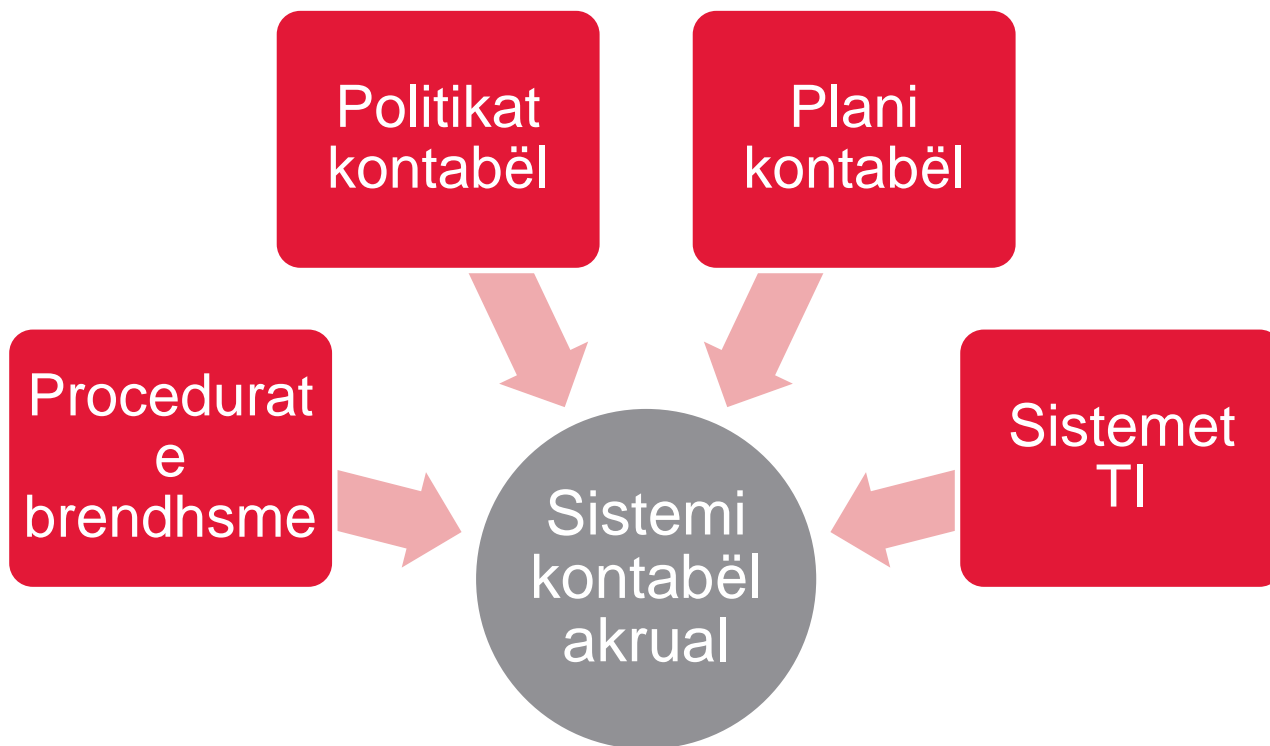 Politikat
kontabël
Plani
kontabël
Procedurat
e
brendhsme
Sistemet
TI
Sistemi
kontabël
akrual